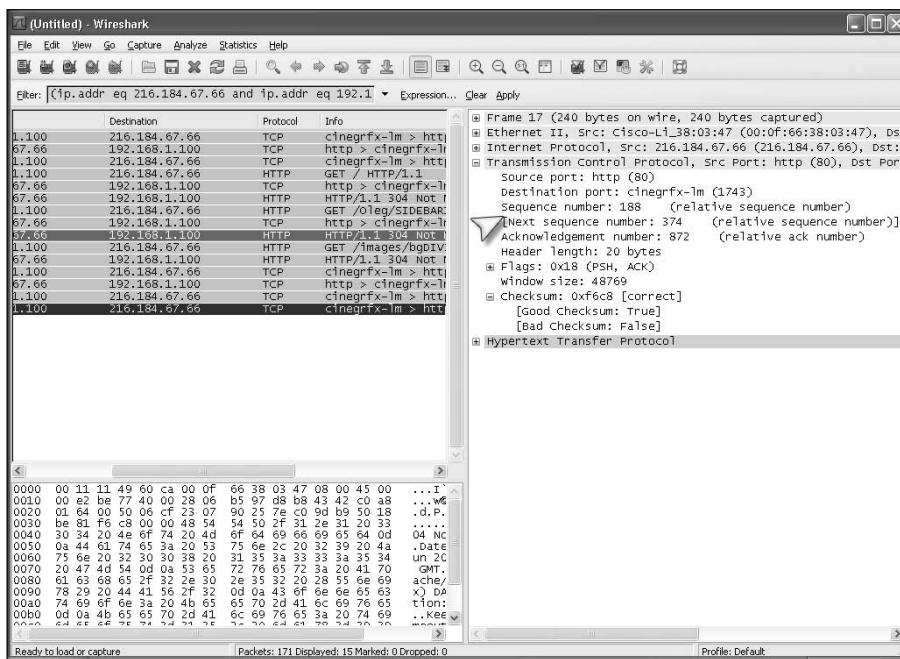 (Untitled) - Wireshark
File Edit View Go Capture Analyze Statistics Help
Filter: (ip.addr eq 216.184.67.66 and ip.addr eq 192.1 Expression... Clear Apply
Destination Protocol Info
1.100 216.184.67.66 TCP cinegrfx-lm > http
67.66 192.168.1.100 TCP http > cinegrfx-lm
1.100 216.184.67.66 TCP cinegrfx-lm > http
1.100 216.184.67.66 HTTP GET / HTTP/1.1
67.66 192.168.1.100 TCP http > cinegrfx-lm
67.66 192.168.1.100 HTTP HTTP/1.1 304 Not M
1.100 216.184.67.66 HTTP GET /oleg/SIDEBAR
67.66 192.168.1.100 TCP http > cinegrfx-lm
67.66 192.168.1.100 HTTP HTTP/1.1 304 Not
1.100 216.184.67.66 HTTP GET /images/bgDIV
67.66 192.168.1.100 HTTP HTTP/1.1 304 Not
1.100 216.184.67.66 TCP cinegrfx-lm > htt
67.66 192.168.1.100 TCP http > cinegrfx-lm
1.100 216.184.67.66 TCP cinegrfx-lm > htt
1.100 216.184.67.66 TCP cinegrfx-lm > htt
Frame 17 (240 bytes on wire, 240 bytes captured)
Ethernet II, Src: Cisco-Li_38:03:47 (00:0f:66:38:03:47), Ds
Internet Protocol, Src: 216.184.67.66 (216.184.67.66), Dst:
Transmission Control Protocol, Src Port: http (80), Dst Por
Source port: http (80)
Destination port: cinegrfx-lm (1743)
Sequence number: 188 (relative sequence number)
[Next sequence number: 374 (relative sequence number)]
Acknowledgement number: 872 (relative ack number)
Header length: 20 bytes
Flags: 0x18 (PSH, ACK)
Window size: 48769
Checksum: 0xf6c8 [correct]
[Good Checksum: True]
[Bad Checksum: False]
Hypertext Transfer Protocol
0000 00 11 11 49 60 ca 00 0f 66 38 03 47 08 00 45 00 ...I`
0010 00 e2 be 77 40 00 28 06 b5 97 d8 b8 43 42 c0 a8 ...w@
0020 01 64 00 50 06 cf 23 07 90 25 7e c0 9d b9 50 18 .d.P.
0030 be 81 f6 c8 00 00 48 54 54 50 2f 31 2e 31 20 33 .....
0040 30 34 20 4e 6f 74 20 4d 6f 64 69 66 69 65 64 0d 04 No
0050 0a 44 61 74 65 3a 20 53 75 6e 2c 20 32 39 20 4a .Date
0060 75 6e 20 32 30 30 38 20 31 35 3a 33 33 3a 35 34 un 20
0070 20 47 4d 54 0d 0a 53 65 72 76 65 72 3a 20 41 70 GMT.
0080 61 63 68 65 2f 32 2e 30 2e 35 32 20 28 55 6e 69 ache/
0090 78 29 20 44 41 56 2f 32 0d 0a 43 6f 6e 6e 65 63 x) DA
00a0 74 69 6f 6e 3a 20 4b 65 65 70 2d 41 6c 69 76 65 tion:
00b0 0d 0a 4b 65 65 70 2d 41 6c 69 76 65 3a 20 74 69 ..Kee
Ready to load or capture Packets: 171 Displayed: 15 Marked: 0 Dropped: 0 Profile: Default